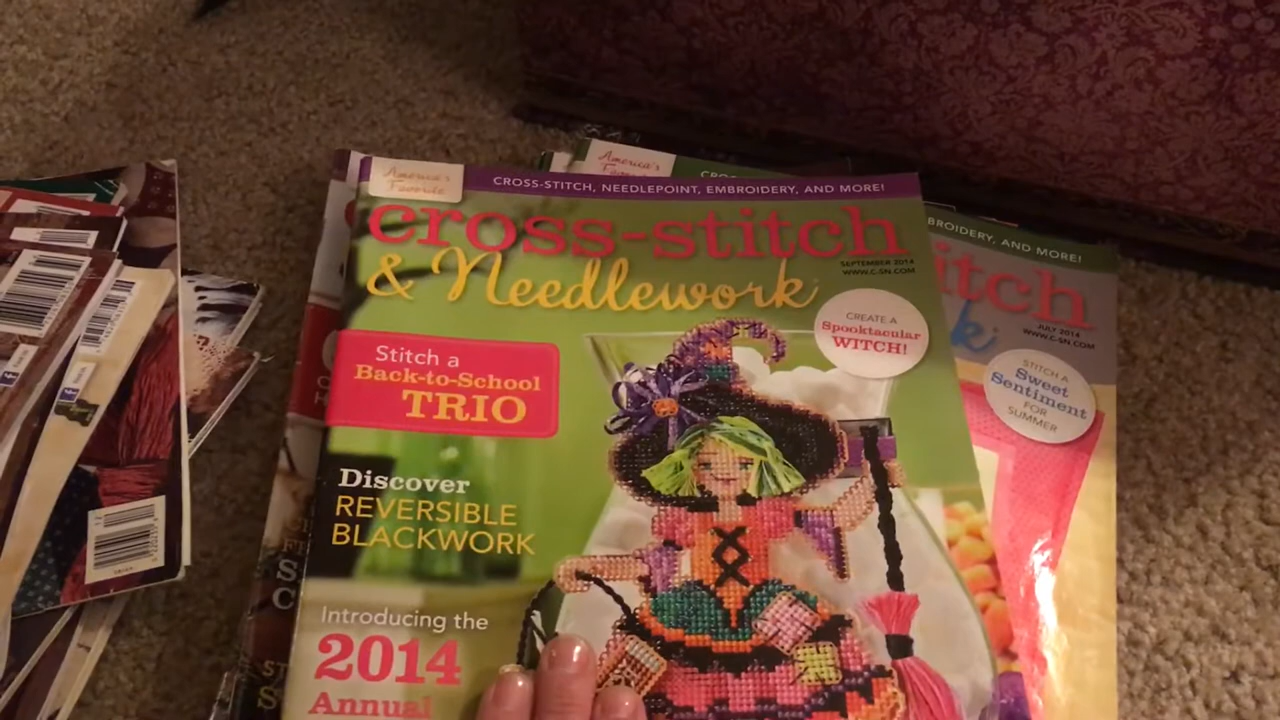 America's
Favorite
CROSS-STITCH, NEEDLEPOINT, EMBROIDERY, AND MORE!
cross-stitch
& Needlework
SEPTEMBER 2014
WWW.C-SN.COM
CREATE A
Spooktacular
WITCH!
Stitch a
Back-to-School
TRIO
Discover
REVERSIBLE
BLACKWORK
Introducing the
2014
Annual
America's
BROIDERY, AND MORE!
itch
k
JULY 2014
WWW.C-SN.COM
STITCH A
Sweet
Sentiment
FOR
SUMMER